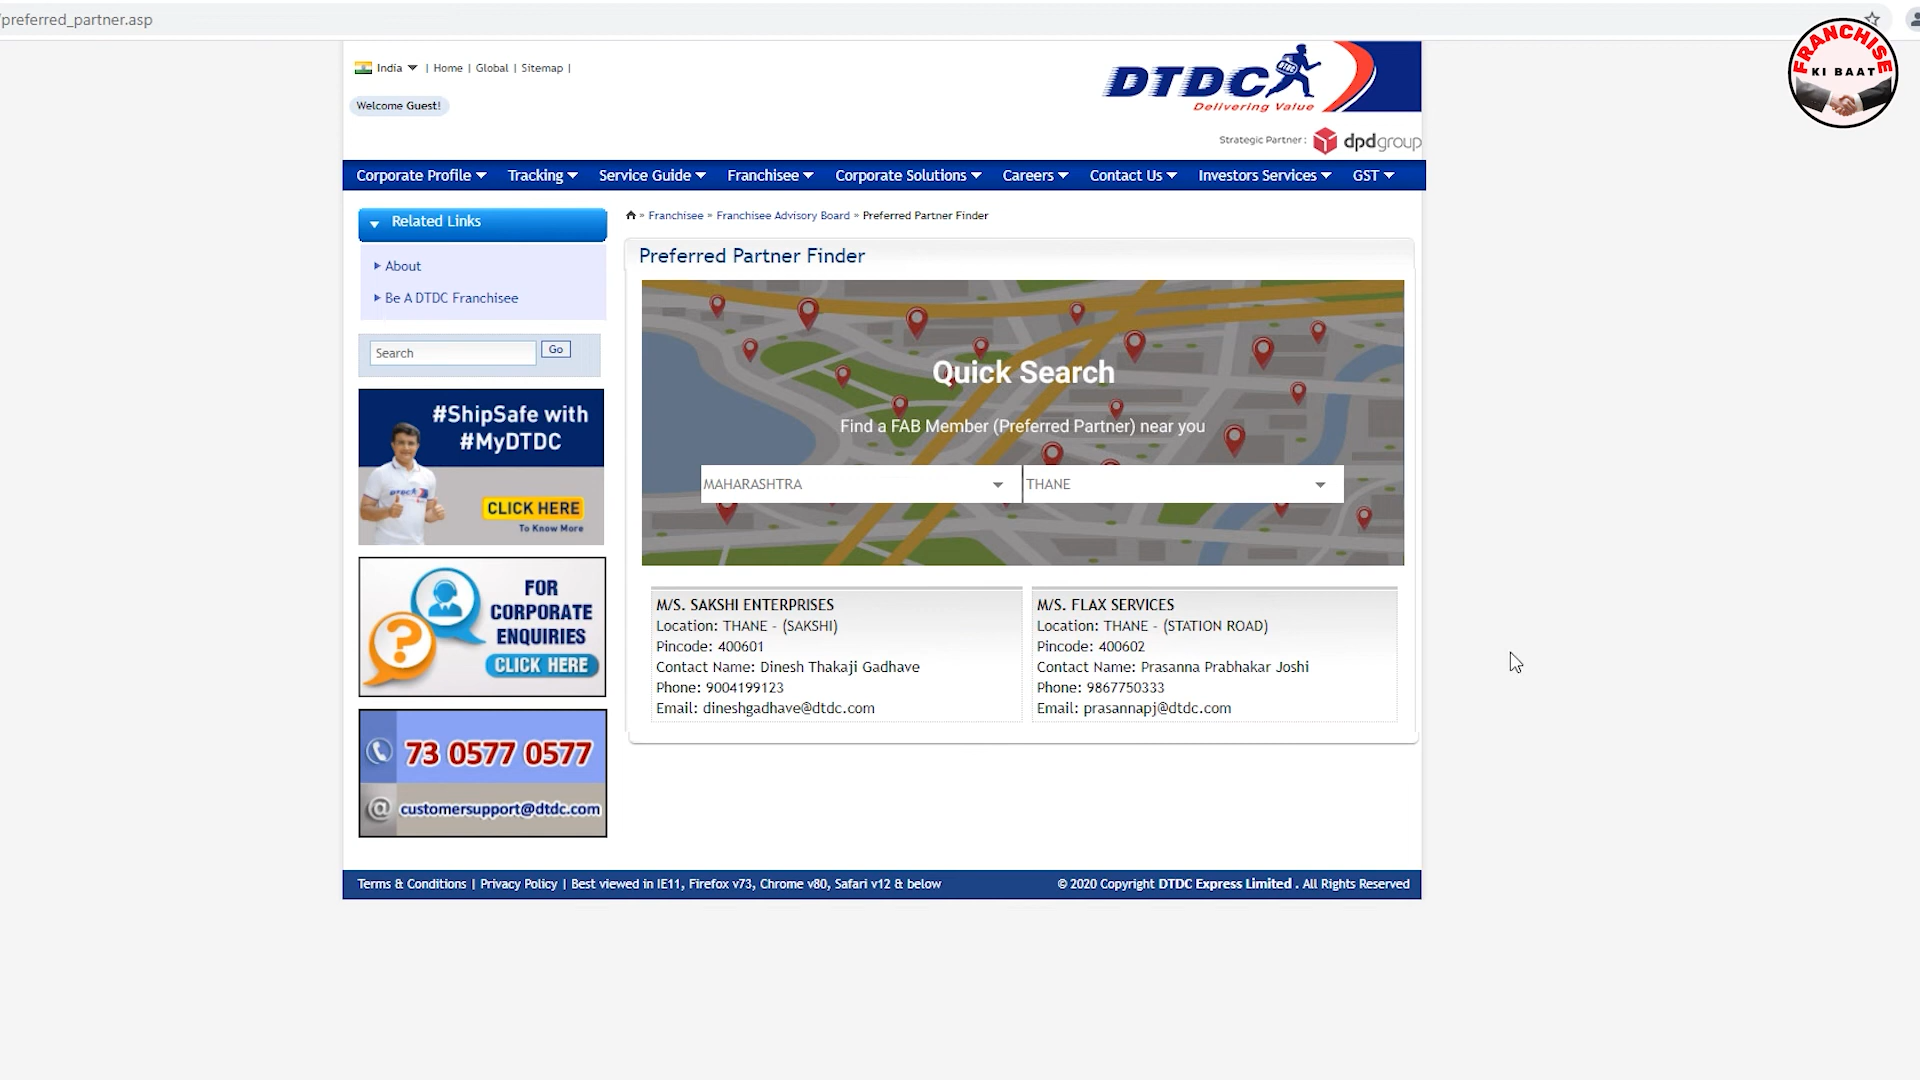 /preferred_partner.asp
FRANCHISE
KI BAAT
India | Home | Global | Sitemap |
Welcome Guest!
DTDC
DTDC
Delivering Value
Strategic Partner : dpdgroup
Corporate Profile Tracking Service Guide Franchisee Corporate Solutions Careers Contact Us Investors Services GST
Related Links
About
Be A DTDC Franchisee
Search Go
#ShipSafe with
#MyDTDC
DTDC
CLICK HERE
To Know More
FOR
CORPORATE
ENQUIRIES
CLICK HERE
?
73 0577 0577
@ customersupport@dtdc.com
» Franchisee » Franchisee Advisory Board » Preferred Partner Finder
Preferred Partner Finder
Quick Search
Find a FAB Member (Preferred Partner) near you
MAHARASHTRA THANE
M/S. SAKSHI ENTERPRISES
Location: THANE - (SAKSHI)
Pincode: 400601
Contact Name: Dinesh Thakaji Gadhave
Phone: 9004199123
Email: dineshgadhave@dtdc.com
M/S. FLAX SERVICES
Location: THANE - (STATION ROAD)
Pincode: 400602
Contact Name: Prasanna Prabhakar Joshi
Phone: 9867750333
Email: prasannapj@dtdc.com
Terms & Conditions | Privacy Policy | Best viewed in IE11, Firefox v73, Chrome v80, Safari v12 & below
© 2020 Copyright DTDC Express Limited . All Rights Reserved